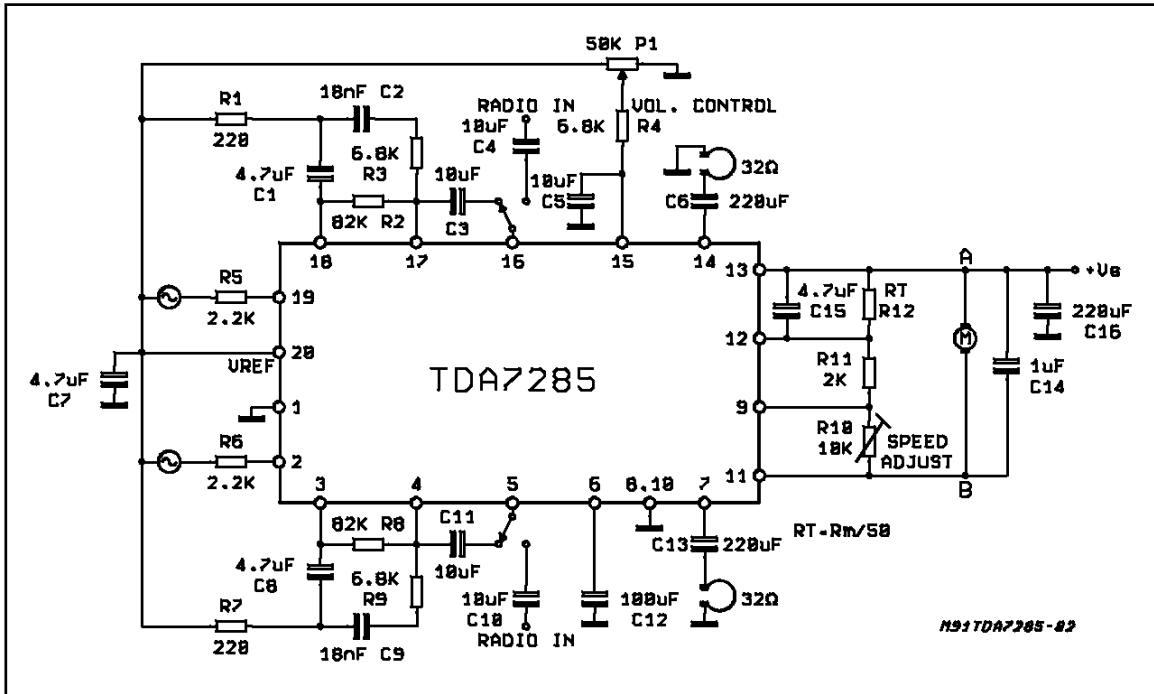 50K P1
R1
220
18nF C2
RADIO IN
VOL. CONTROL
10uF
C4
6.8K
R4
6.8K
R3
4.7uF
C1
82K R2
10uF
C3
10uF
C5
C6
32Ω
220uF
18
17
16
15
14
R5
2.2K
19
20
VREF
4.7uF
C7
1
R6
2.2K
2
TDA7285
13
12
9
11
A
+Vs
4.7uF
C15
RT
R12
M
220uF
C16
R11
2K
1uF
C14
R10
10K
SPEED
ADJUST
B
3
4
5
6
8.10
7
82K R8
C11
10uF
4.7uF
C8
6.8K
R9
10uF
C10
RADIO IN
100uF
C12
C13
220uF
32Ω
RT=Rm/50
R7
220
18nF C9
M91TDA7285-02